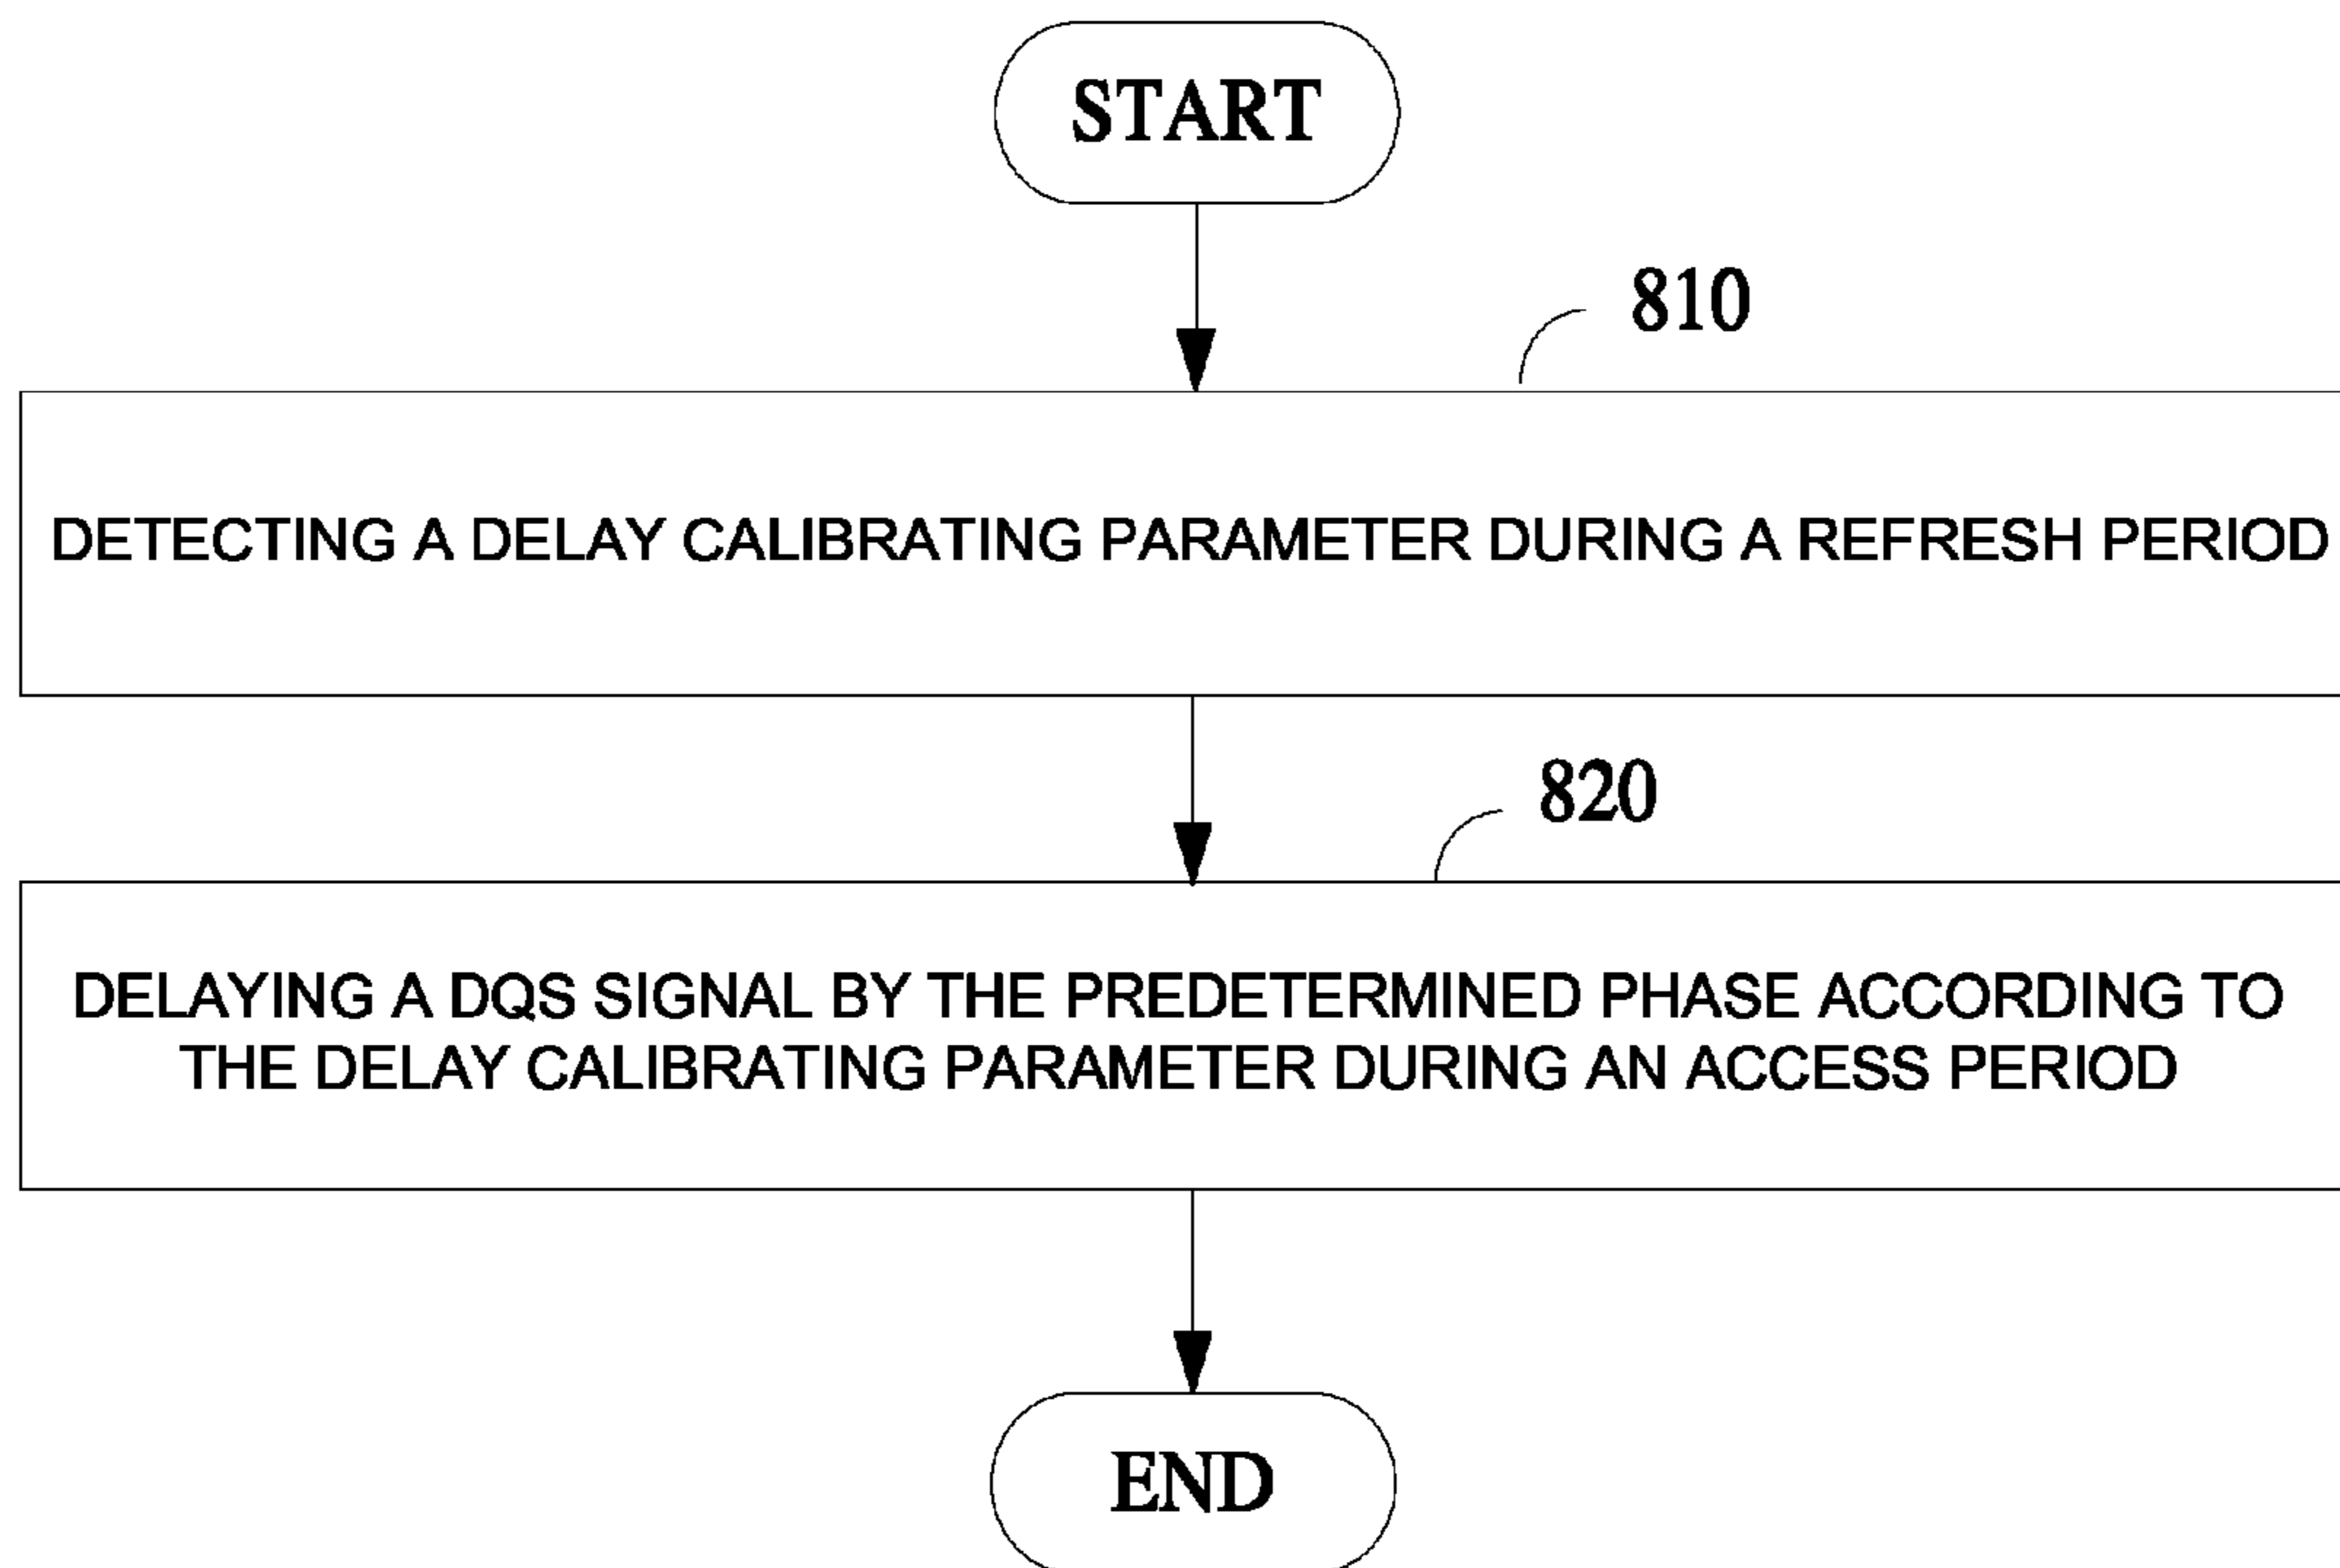 START
810
DETECTING A DELAY CALIBRATING PARAMETER DURING A REFRESH PERIOD
820
DELAYING A DQS SIGNAL BY THE PREDETERMINED PHASE ACCORDING TO
THE DELAY CALIBRATING PARAMETER DURING AN ACCESS PERIOD
END